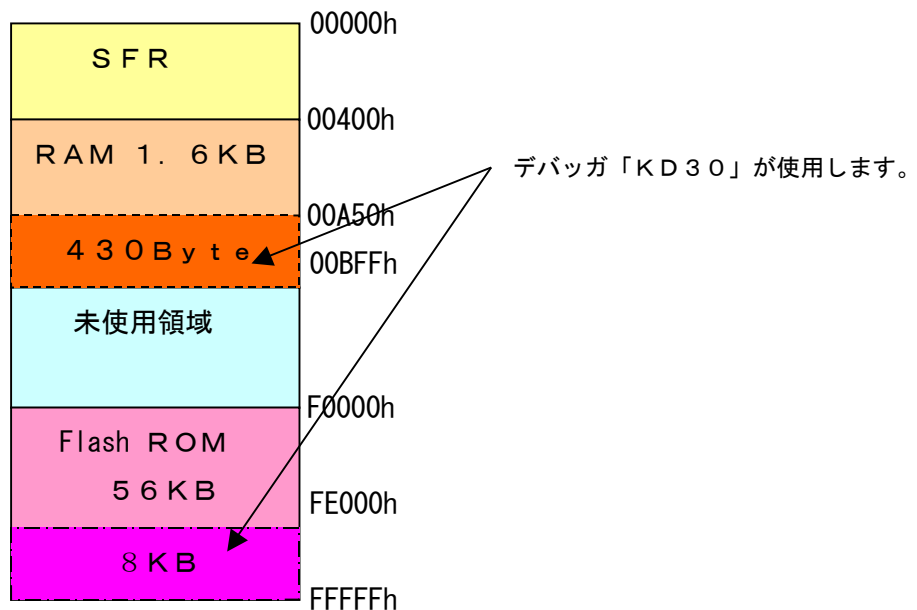 00000h
ＳＦＲ
00400h
ＲＡＭ １．６ＫＢ
デバッガ「ＫＤ３０」が使用します。
00A50h
４３０Ｂｙｔｅ
00BFFh
未使用領域
F0000h
Flash ＲＯＭ
５６ＫＢ
FE000h
８ＫＢ
FFFFFh